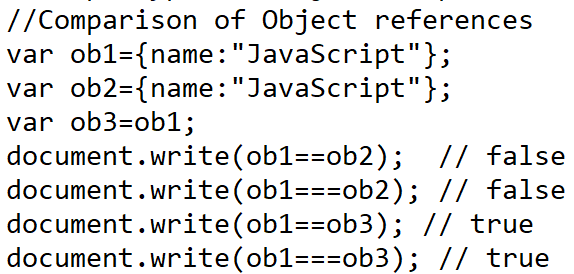 //Comparison of Object references
var ob1={name:"JavaScript"};
var ob2={name:"JavaScript"};
var ob3=ob1;
document.write(ob1==ob2);  // false
document.write(ob1===ob2); // false
document.write(ob1==ob3); // true
document.write(ob1===ob3); // true